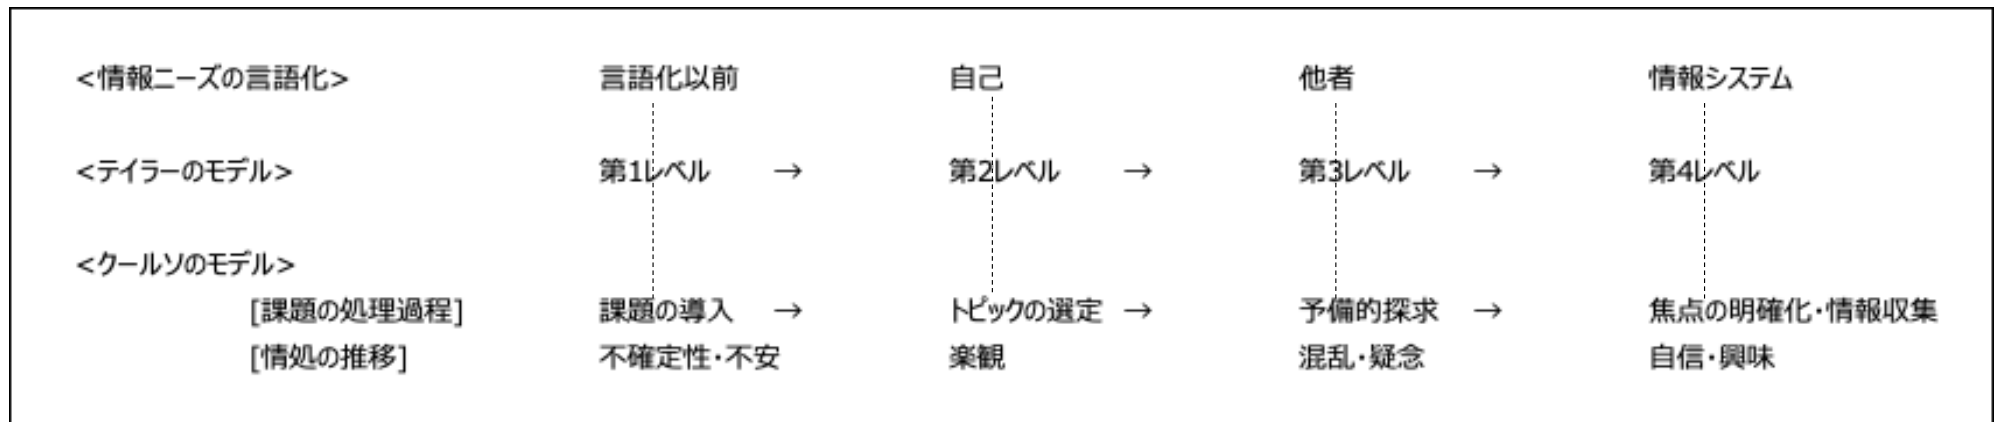 <情報ニーズの言語化> 言語化以前 自己 他者 情報システム
<テイラーのモデル> 第1レベル → 第2レベル → 第3レベル → 第4レベル
<クールソのモデル>
[課題の処理過程] 課題の導入 → トピックの選定 → 予備的探求 → 焦点の明確化・情報収集
[情処の推移] 不確定性・不安 楽観 混乱・疑念 自信・興味